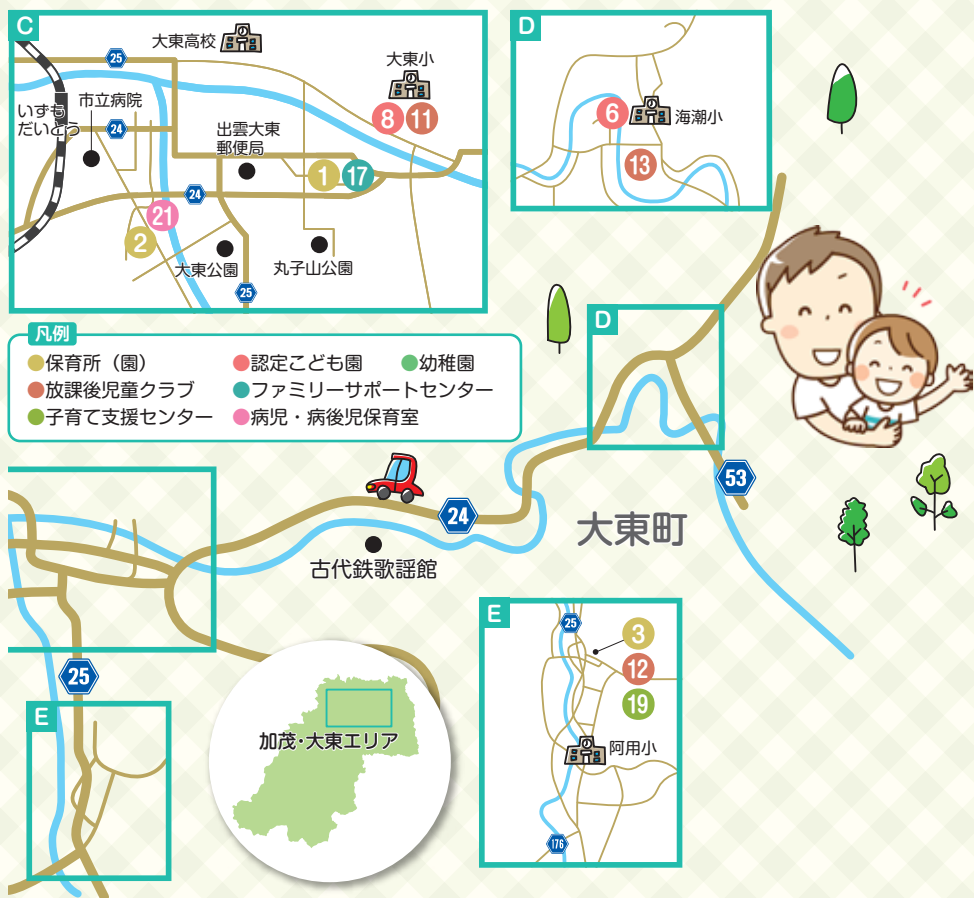 C
大東高校
25
大東小
8
11
市立病院
いずも
だいとう
24
出雲大東
郵便局
1
17
24
21
2
大東公園
丸子山公園
25
D
6
海潮小
13
凡例
保育所（園）
認定こども園
幼稚園
放課後児童クラブ
ファミリーサポートセンター
子育て支援センター
病児・病後児保育室
D
53
24
大東町
古代鉄歌謡館
25
E
加茂・大東エリア
E
25
3
12
19
阿用小
176